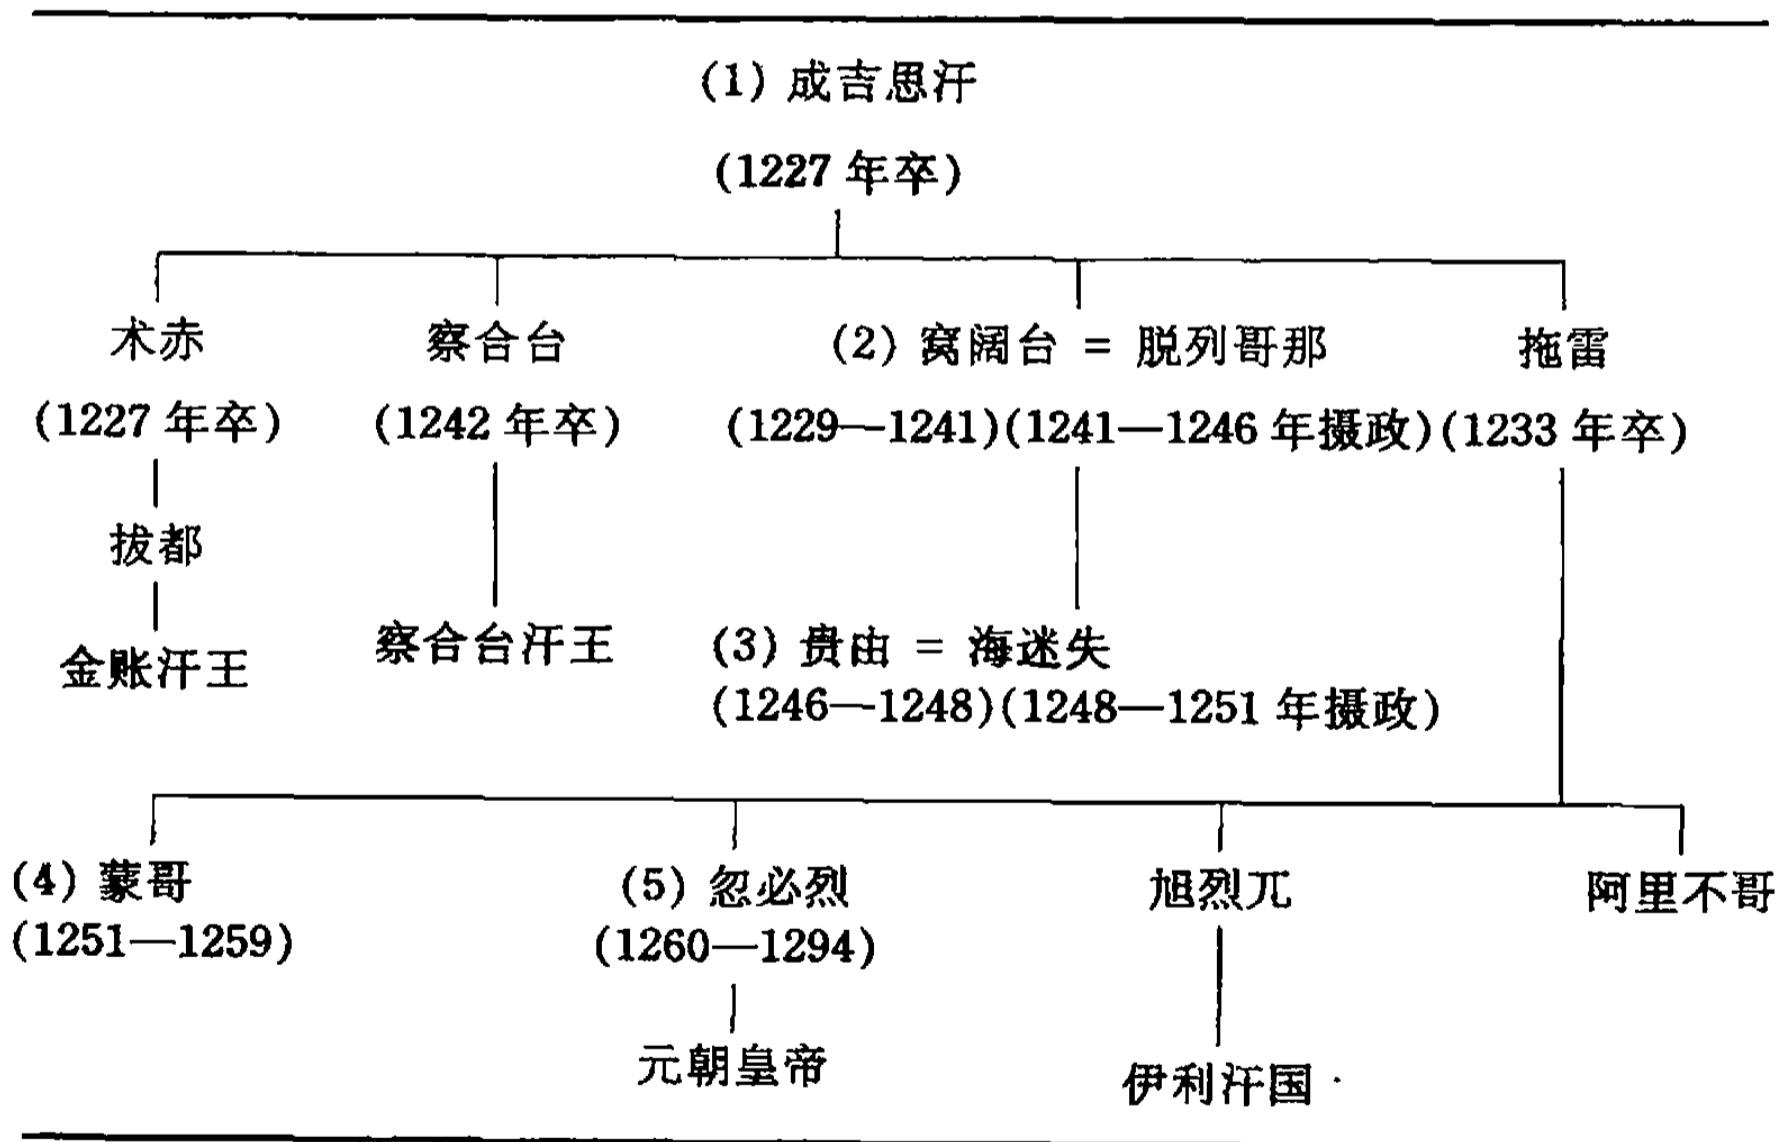 (1) 成吉思汗
(1227 年卒)
术赤 察合台 (2) 窝阔台 = 脱列哥那 拖雷
(1227 年卒) (1242 年卒) (1229—1241)(1241—1246 年摄政)(1233 年卒)
拔都
金账汗王 察合台汗王 (3) 贵由 = 海迷失
(1246—1248)(1248—1251 年摄政)
(4) 蒙哥 (5) 忽必烈 旭烈兀 阿里不哥
(1251—1259) (1260—1294)
元朝皇帝 伊利汗国